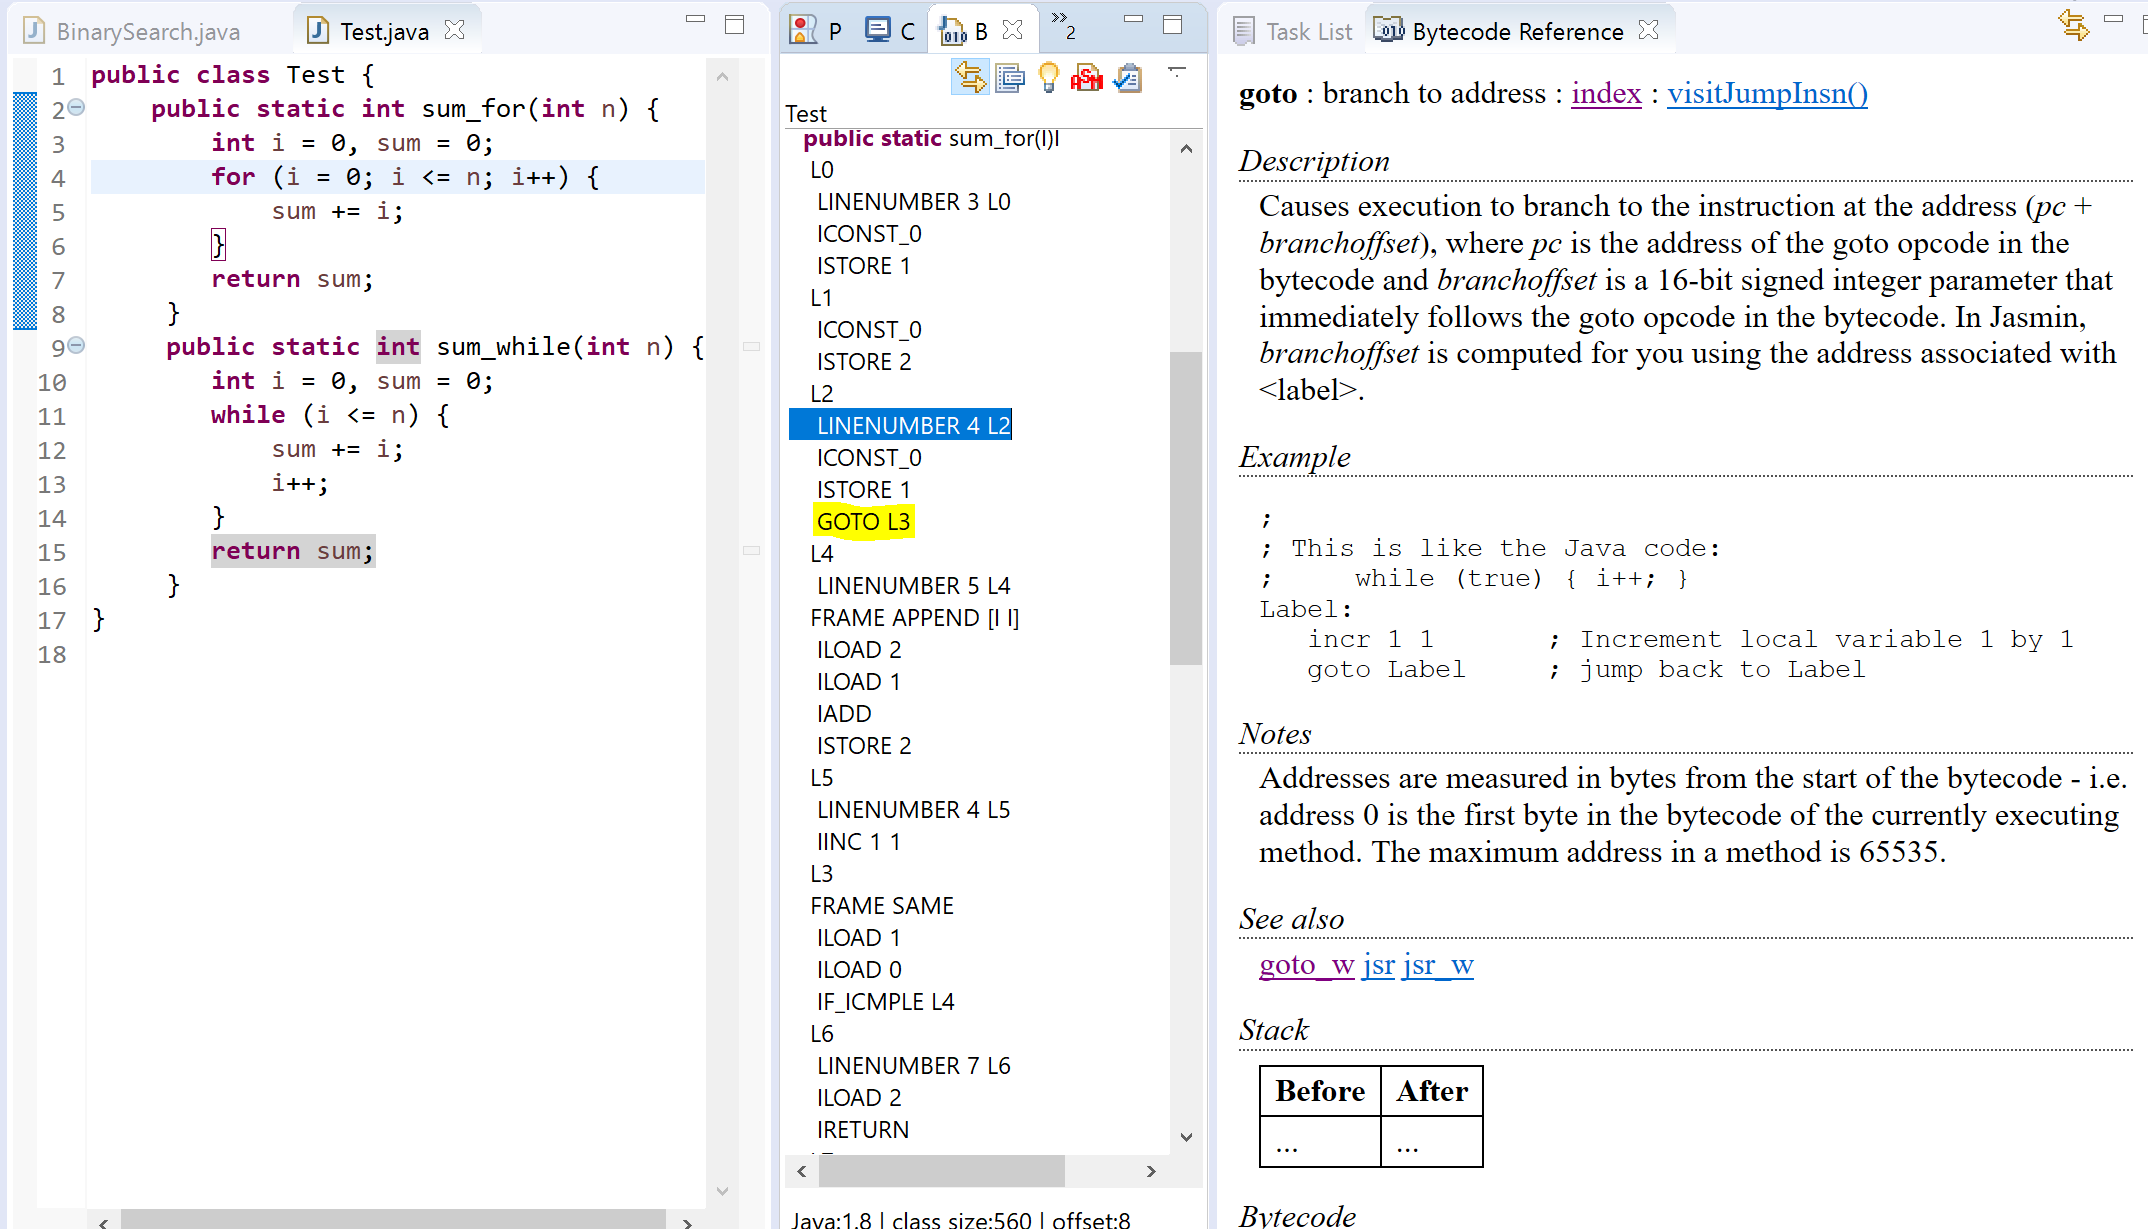 BinarySearch.java
Test.java
1 public class Test {
2 public static int sum_for(int n) {
3 int i = 0, sum = 0;
4 for (i = 0; i <= n; i++) {
5 sum += i;
6 }
7 return sum;
8 }
9 public static int sum_while(int n) {
10 int i = 0, sum = 0;
11 while (i <= n) {
12 sum += i;
13 i++;
14 }
15 return sum;
16 }
17 }
18
P C B »2
Test
public static sum_for(I)I
L0
LINENUMBER 3 L0
ICONST_0
ISTORE 1
L1
ICONST_0
ISTORE 2
L2
LINENUMBER 4 L2
ICONST_0
ISTORE 1
GOTO L3
L4
LINENUMBER 5 L4
FRAME APPEND [I I]
ILOAD 2
ILOAD 1
IADD
ISTORE 2
L5
LINENUMBER 4 L5
IINC 1 1
L3
FRAME SAME
ILOAD 1
ILOAD 0
IF_ICMPLE L4
L6
LINENUMBER 7 L6
ILOAD 2
IRETURN
Java:1.8 | class size:560 | offset:8
Task List
Bytecode Reference
goto : branch to address : index : visitJumpInsn()
Description
Causes execution to branch to the instruction at the address (pc +
branchoffset), where pc is the address of the goto opcode in the
bytecode and branchoffset is a 16-bit signed integer parameter that
immediately follows the goto opcode in the bytecode. In Jasmin,
branchoffset is computed for you using the address associated with
<label>.
Example
;
; This is like the Java code:
; while (true) { i++; }
Label:
incr 1 1 ; Increment local variable 1 by 1
goto Label ; jump back to Label
Notes
Addresses are measured in bytes from the start of the bytecode - i.e.
address 0 is the first byte in the bytecode of the currently executing
method. The maximum address in a method is 65535.
See also
goto_w jsr jsr_w
Stack
Before After
... ...
Bytecode